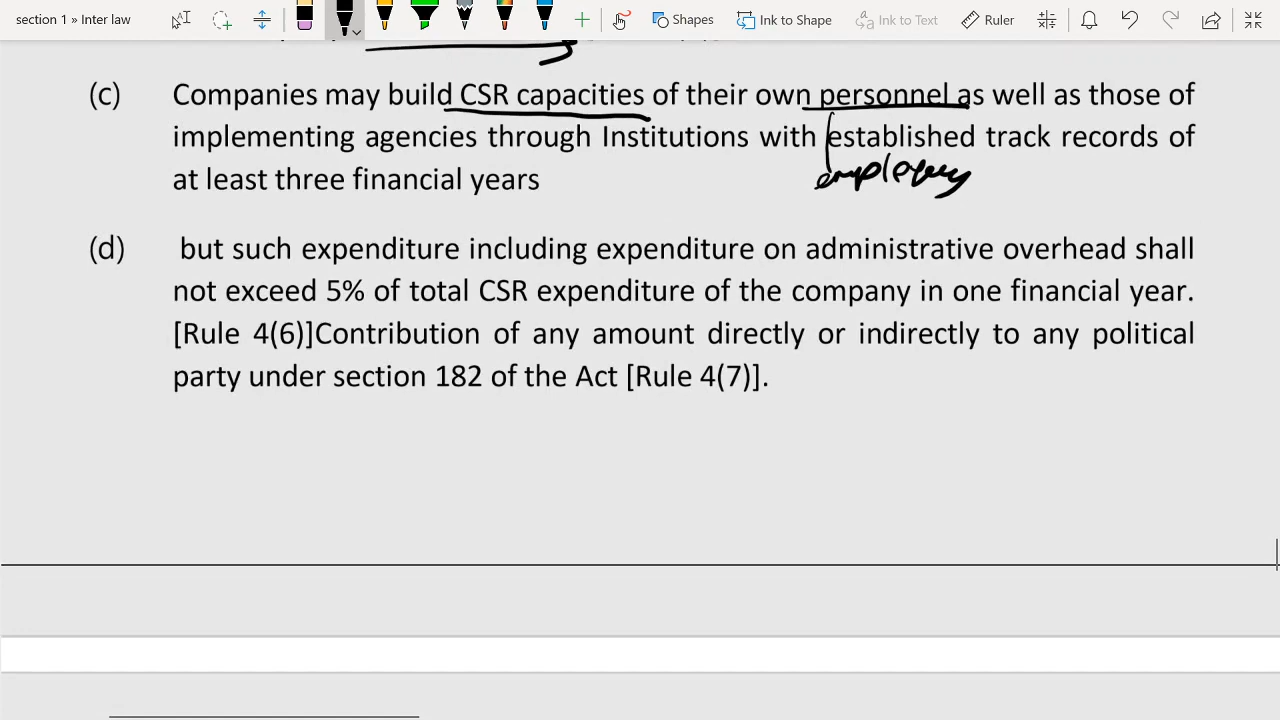 section 1 » Inter law
Shapes
Ink to Shape
Ink to Text
Ruler
(c) Companies may build CSR capacities of their own personnel as well as those of
implementing agencies through Institutions with established track records of
at least three financial years
(d) but such expenditure including expenditure on administrative overhead shall
not exceed 5% of total CSR expenditure of the company in one financial year.
[Rule 4(6)]Contribution of any amount directly or indirectly to any political
party under section 182 of the Act [Rule 4(7)].